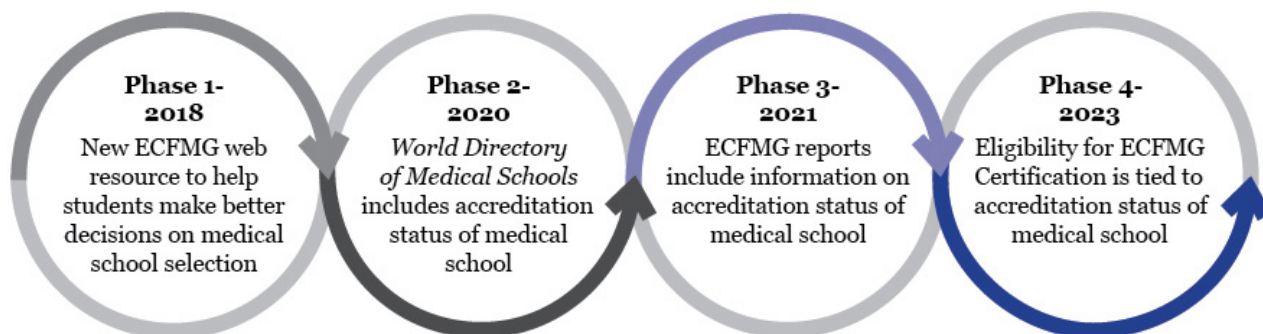 Phase 1-
2018
New ECFMG web
resource to help
students make better
decisions on medical
school selection
Phase 2-
2020
World Directory
of Medical Schools
includes accreditation
status of medical
school
Phase 3-
2021
ECFMG reports
include information on
accreditation status of
medical school
Phase 4-
2023
Eligibility for ECFMG
Certification is tied to
accreditation status of
medical school